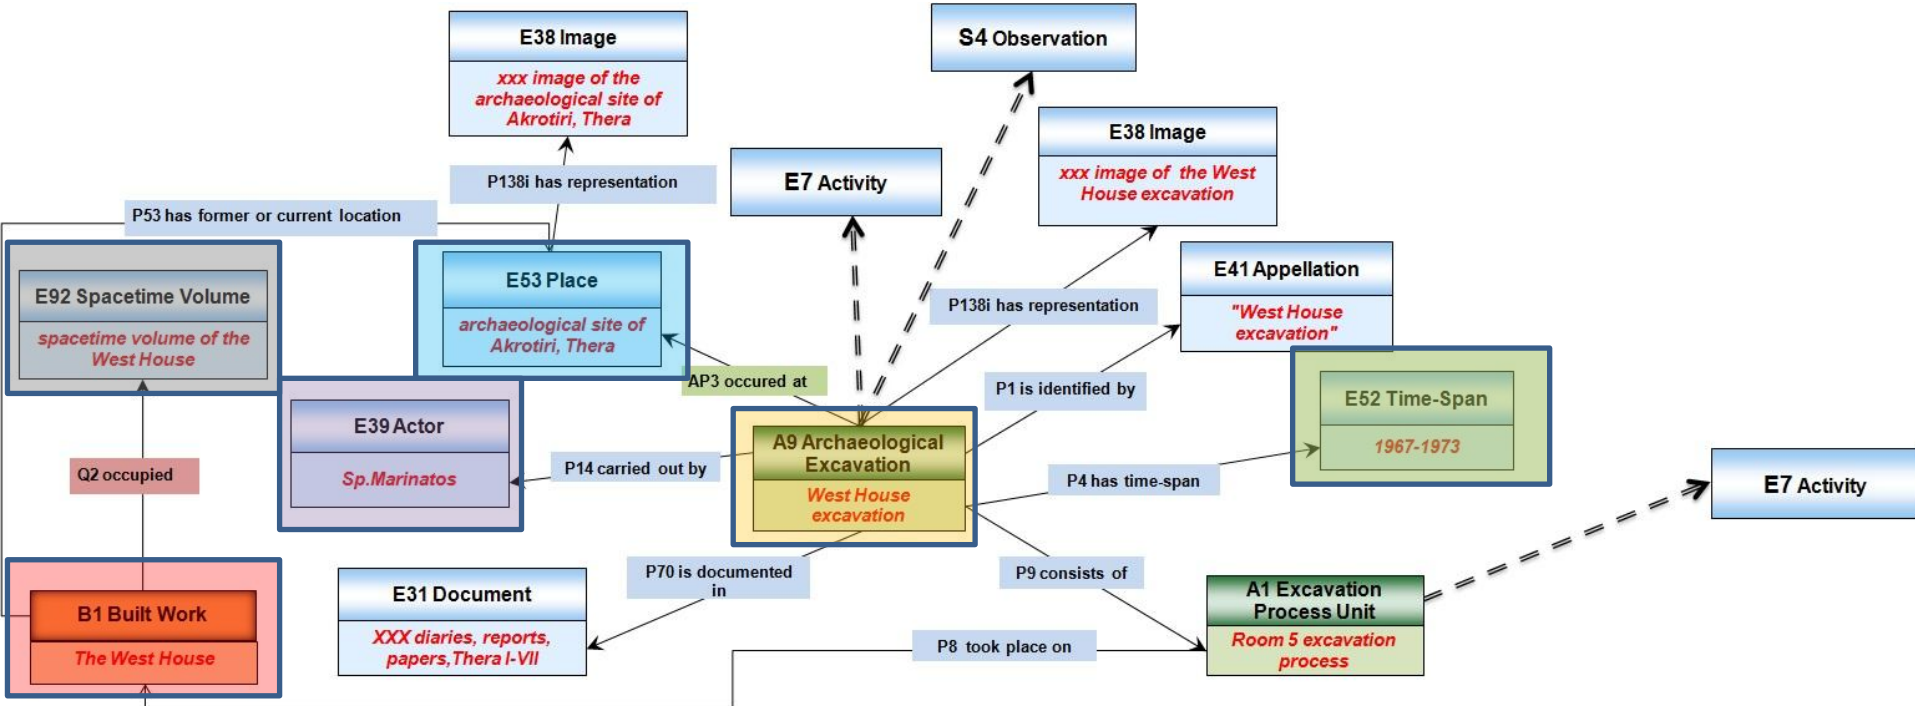 E38 Image
xxx image of the
archaeological site of
Akrotiri, Thera
S4 Observation
E38 Image
xxx image of  the West
House excavation
P138i has representation
E7 Activity
P53 has former or current location
E92 Spacetime Volume
spacetime volume of the
West House
E53 Place
archaeological site of
Akrotiri, Thera
P138i has representation
E41 Appellation
"West House
excavation"
AP3 occured at
P1 is identified by
E39 Actor
Sp.Marinatos
E52 Time-Span
1967-1973
Q2 occupied
P14 carried out by
A9 Archaeological
Excavation
West House
excavation
P4 has time-span
E7 Activity
B1 Built Work
The West House
E31 Document
XXX diaries, reports,
papers,Thera I-VII
P70 is documented
in
P9 consists of
A1 Excavation
Process Unit
Room 5 excavation
process
P8  took place on